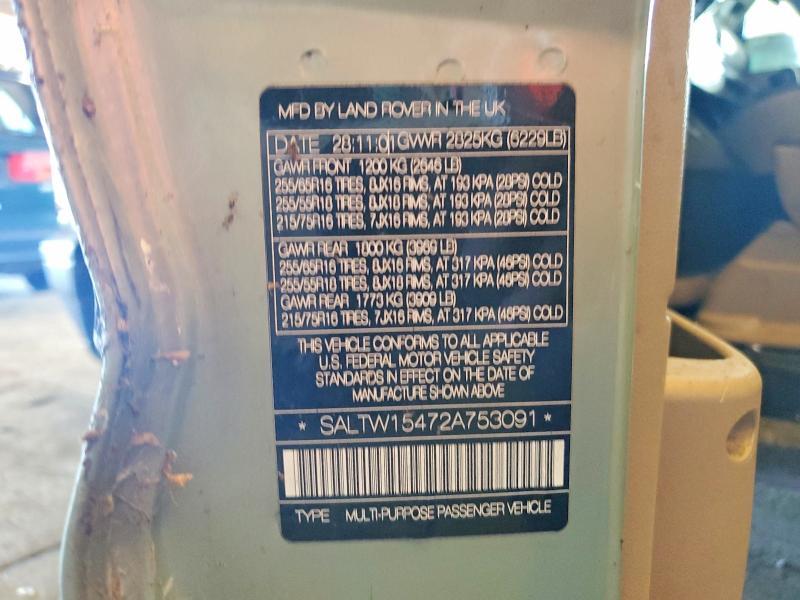 MFD BY LAND ROVER IN THE UK
DATE 28:11:01 GVWR 2825KG (6229LB)
GAWR FRONT 1200 KG (2646 LB)
255/65R16 TIRES, 8JX16 RIMS, AT 193 KPA (28PSI) COLD
255/55R18 TIRES, 8JX18 RIMS, AT 193 KPA (28PSI) COLD
215/75R16 TIRES, 7JX16 RIMS, AT 193 KPA (28PSI) COLD
GAWR REAR 1800 KG (3969 LB)
255/65R16 TIRES, 8JX16 RIMS, AT 317 KPA (46PSI) COLD
255/55R18 TIRES, 8JX18 RIMS, AT 317 KPA (46PSI) COLD
GAWR REAR 1773 KG (3909 LB)
215/75R16 TIRES, 7JX16 RIMS, AT 317 KPA (46PSI) COLD
THIS VEHICLE CONFORMS TO ALL APPLICABLE
U.S. FEDERAL MOTOR VEHICLE SAFETY
STANDARDS IN EFFECT ON THE DATE OF
MANUFACTURE SHOWN ABOVE
* SALTW15472A753091 *
TYPE MULTI-PURPOSE PASSENGER VEHICLE